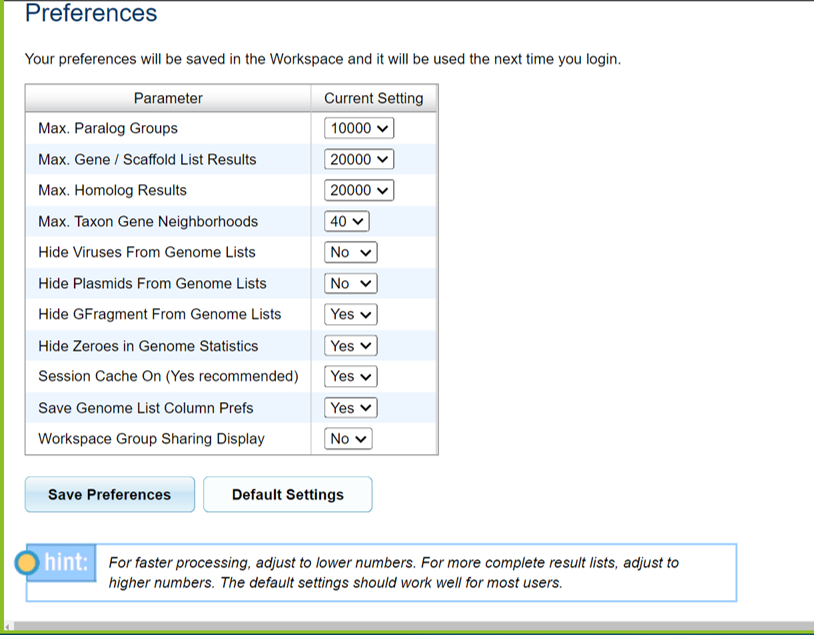 Preferences
Your preferences will be saved in the Workspace and it will be used the next time you login.
Parameter Current Setting
Max. Paralog Groups 10000
Max. Gene / Scaffold List Results 20000
Max. Homolog Results 20000
Max. Taxon Gene Neighborhoods 40
Hide Viruses From Genome Lists No
Hide Plasmids From Genome Lists No
Hide GFragment From Genome Lists Yes
Hide Zeroes in Genome Statistics Yes
Session Cache On (Yes recommended) Yes
Save Genome List Column Prefs Yes
Workspace Group Sharing Display No
Save Preferences Default Settings
hint: For faster processing, adjust to lower numbers. For more complete result lists, adjust to
higher numbers. The default settings should work well for most users.